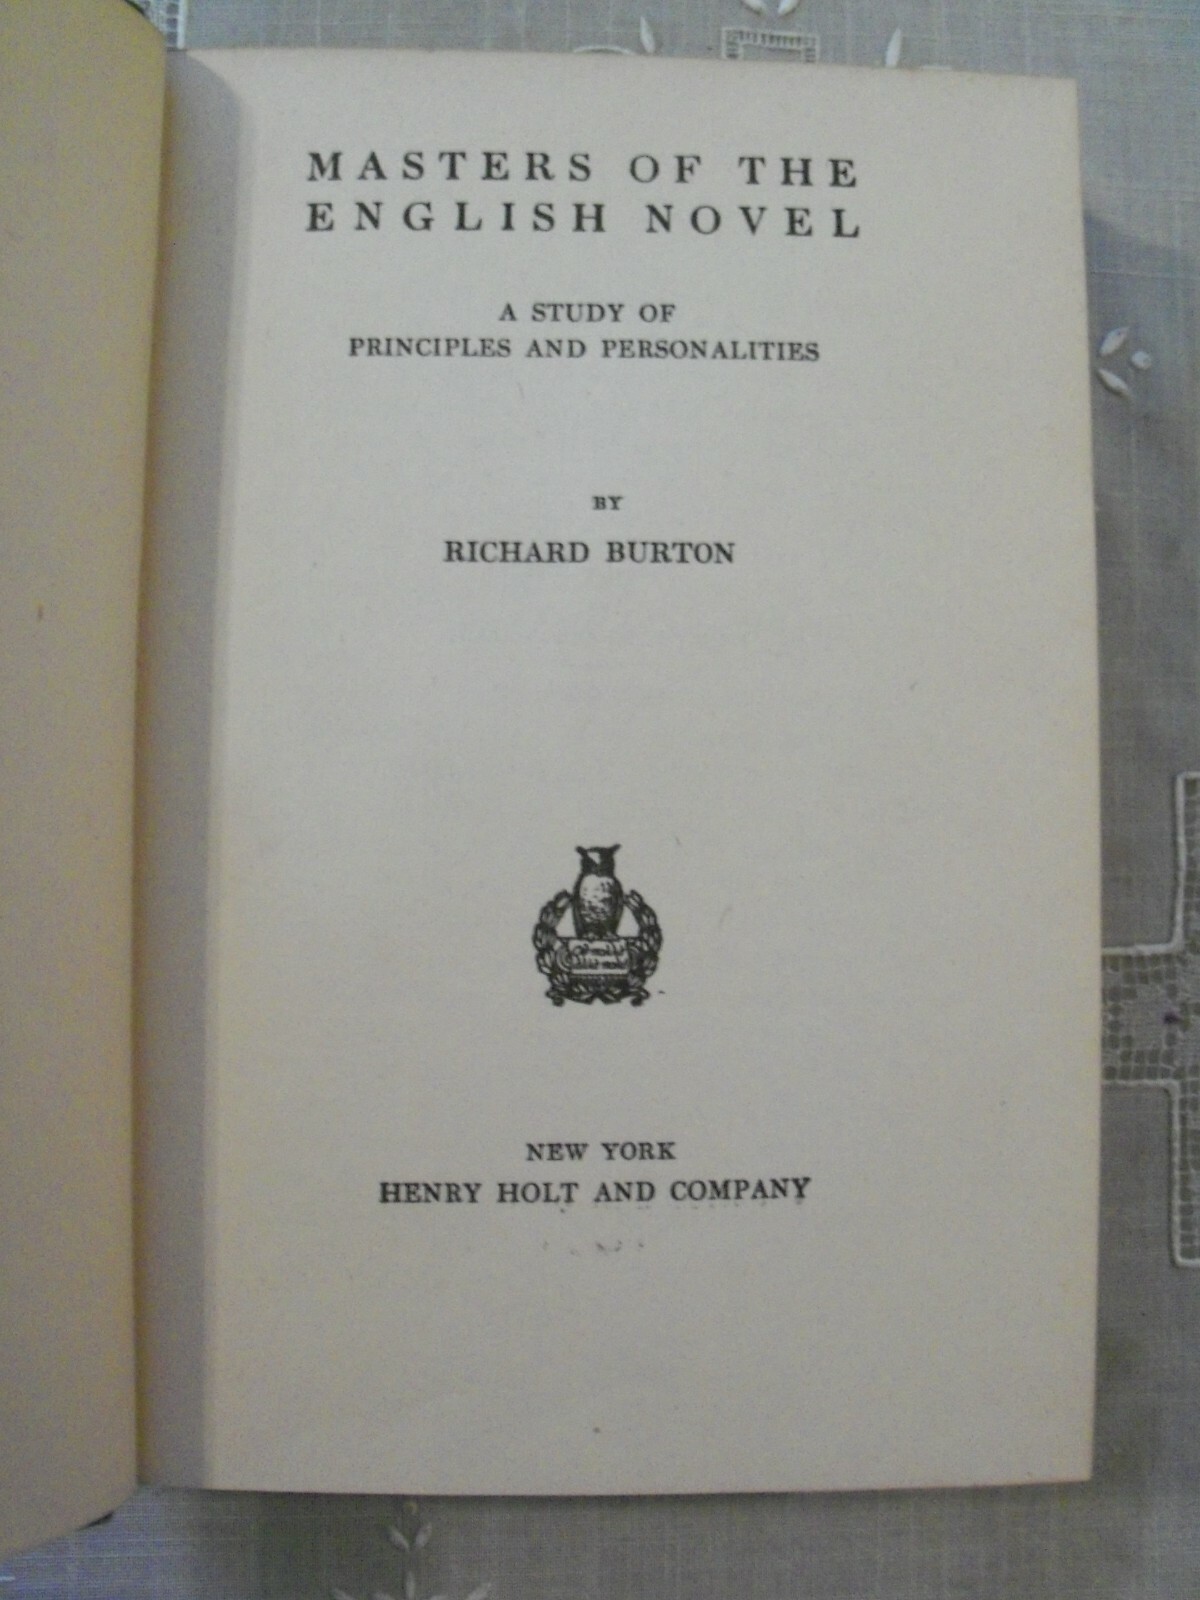 MASTERS OF THE
ENGLISH NOVEL
A STUDY OF
PRINCIPLES AND PERSONALITIES
BY
RICHARD BURTON
NEW YORK
HENRY HOLT AND COMPANY